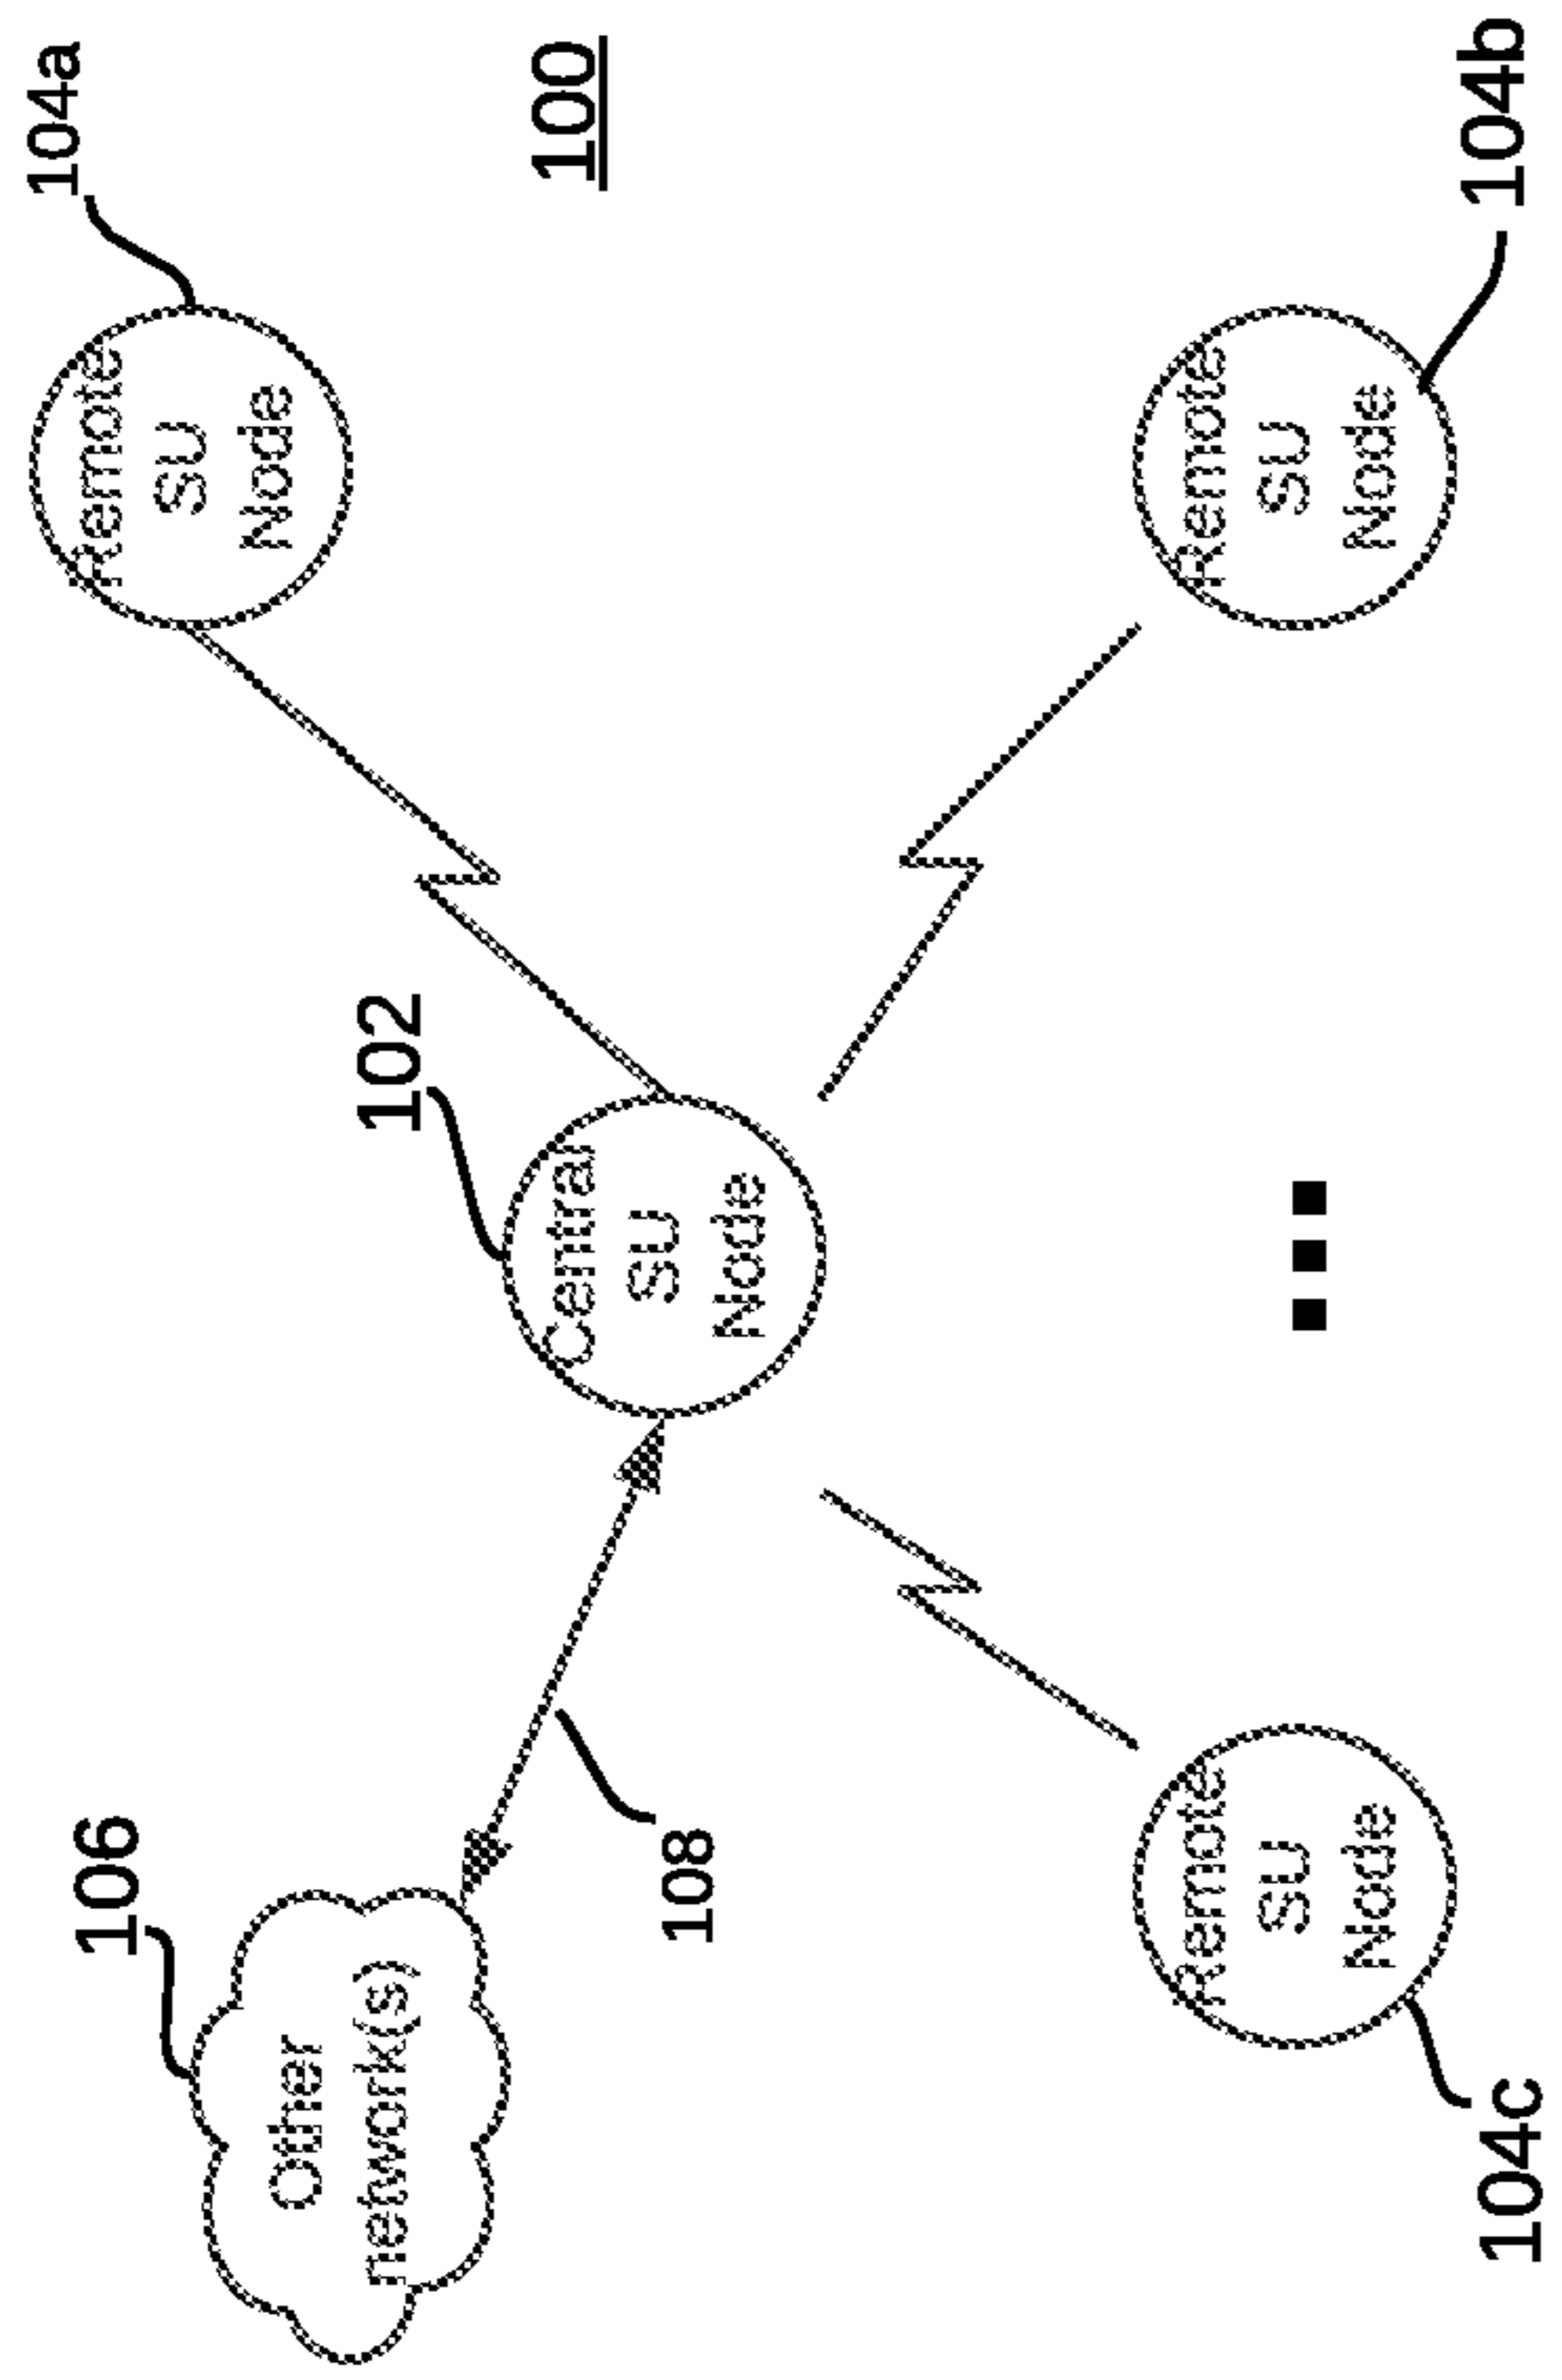 106
Other
network(s)
108
102
Central
SU
Node
104a
Remote
SU
Node
100
104c
Remote
SU
Node
104b
Remote
SU
Node